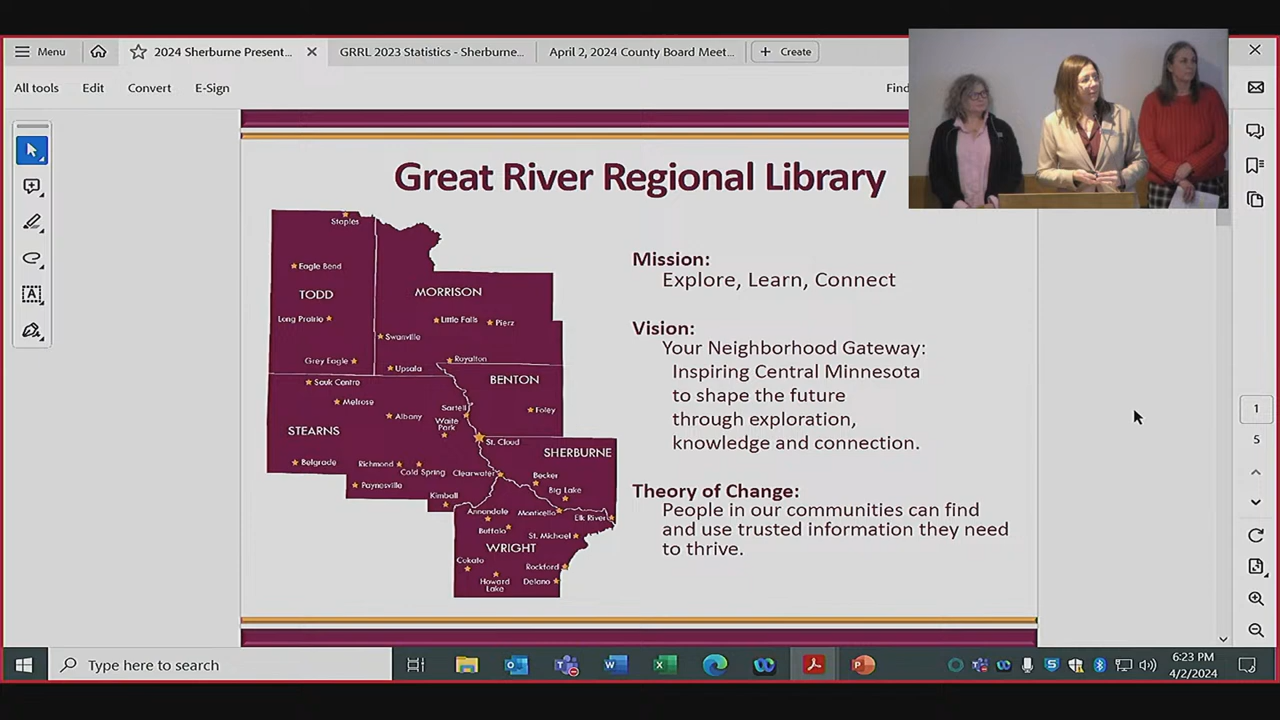 Menu
2024 Sherburne Present...
GRRL 2023 Statistics - Sherburne...
April 2, 2024 County Board Meet...
+ Create
All tools
Edit
Convert
E-Sign
Find
Great River Regional Library
Staples
Eagle Bend
TODD
MORRISON
Long Prairie
Little Falls
Pierz
Swanville
Grey Eagle
Royalton
Upsala
Sauk Centre
BENTON
Melrose
Albany
Sartell
Foley
Waite
Park
STEARNS
St. Cloud
SHERBURNE
Belgrade
Richmond
Cold Spring
Clearwater
Becker
Paynesville
Big Lake
Kimball
Annandale
Monticello
Elk River
Buffalo
St. Michael
WRIGHT
Cokato
Rockford
Howard
Lake
Delano
Mission:
Explore, Learn, Connect
Vision:
Your Neighborhood Gateway:
Inspiring Central Minnesota
to shape the future
through exploration,
knowledge and connection.
Theory of Change:
People in our communities can find
and use trusted information they need
to thrive.
1
5
Type here to search
6:23 PM
4/2/2024